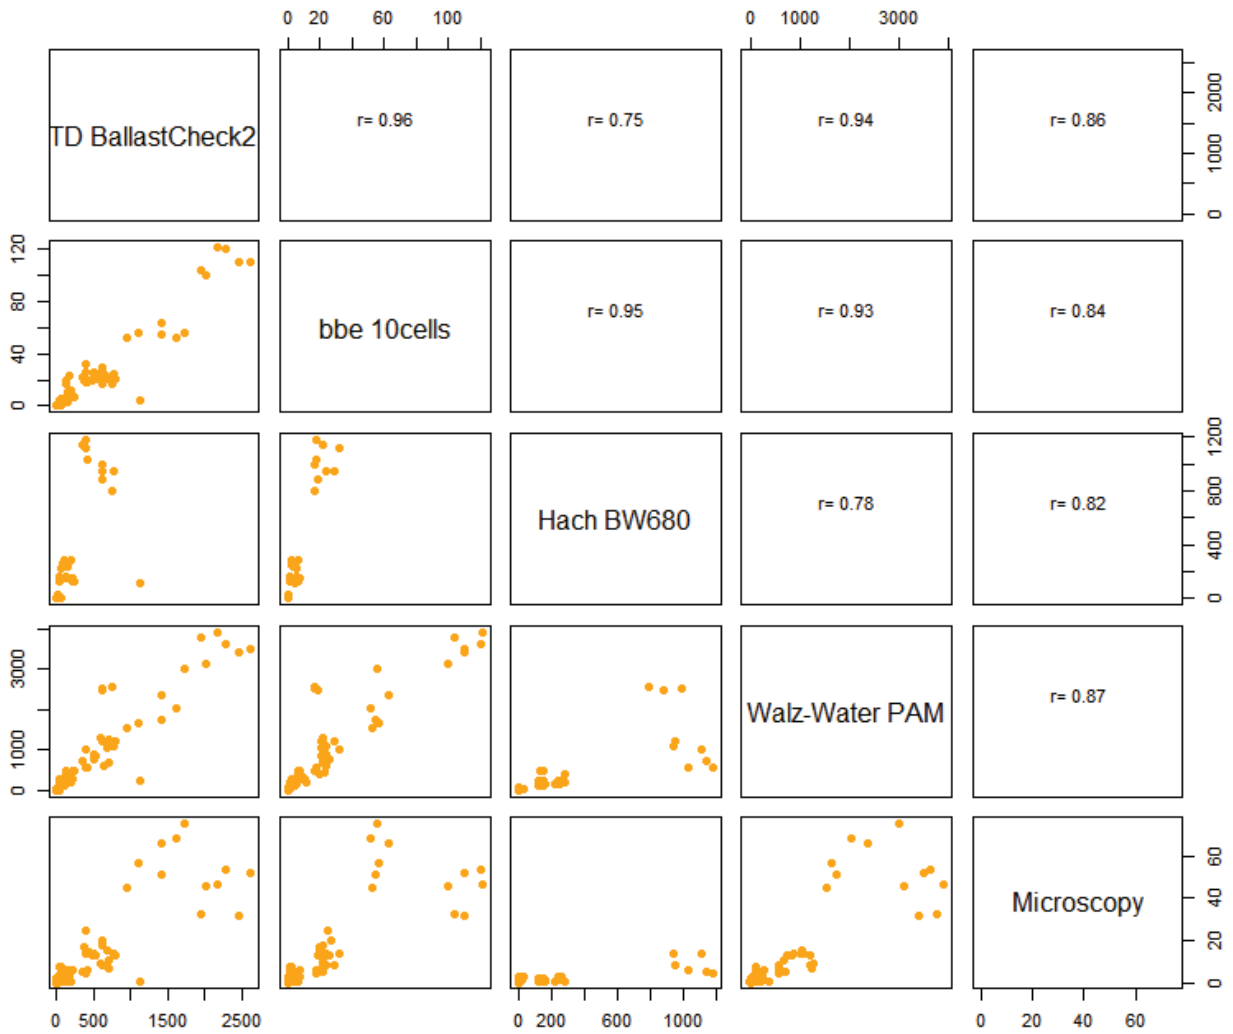 0 20 60 100 0 1000 3000
TD BallastCheck2 r= 0.96 r= 0.75 r= 0.94 r= 0.86 0 1000 2000
0 40 80 120 bbe 10cells r= 0.95 r= 0.93 r= 0.84
Hach BW680 r= 0.78 r= 0.82 0 400 800 1200
0 1000 3000 Walz-Water PAM r= 0.87
Microscopy 0 20 40 60
0 500 1500 2500 0 200 600 1000 0 20 40 60